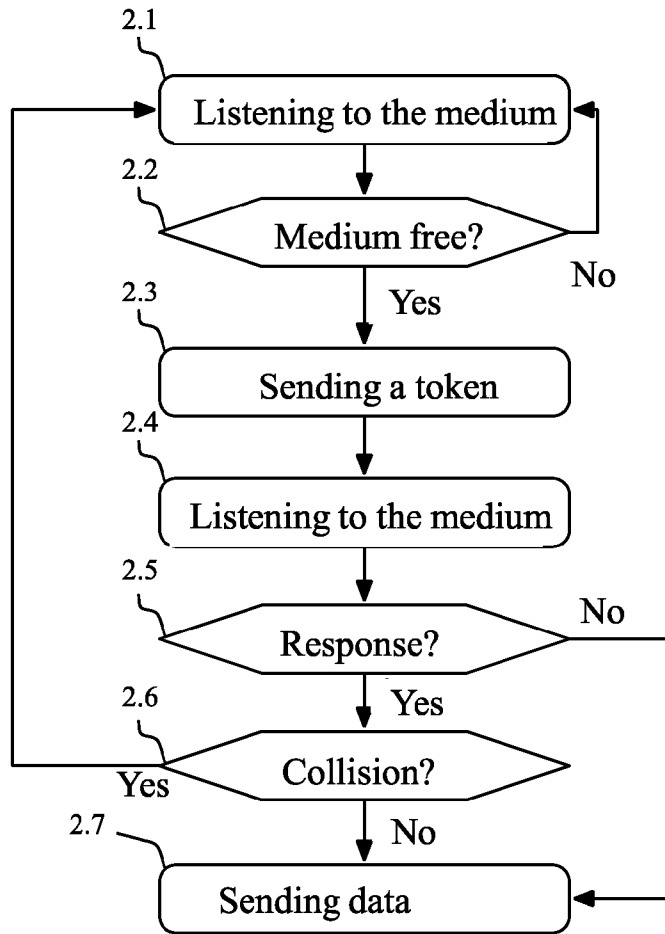 2.1
Listening to the medium
2.2
Medium free?
No
Yes
2.3
Sending a token
2.4
Listening to the medium
2.5
No
Response?
Yes
2.6
Collision?
Yes
No
2.7
Sending data